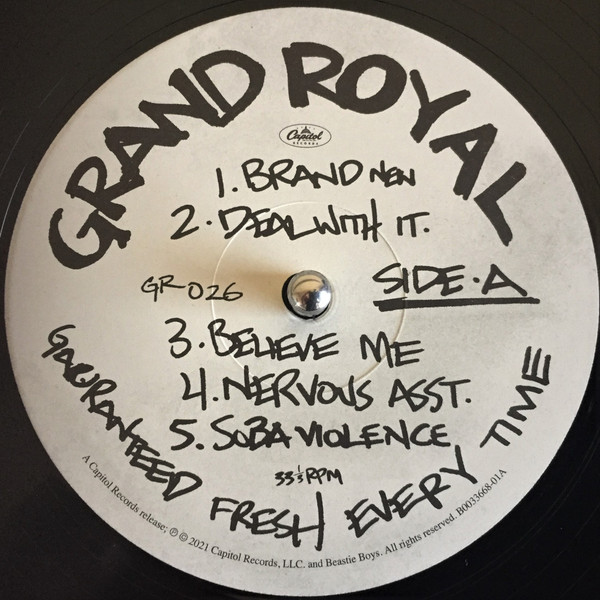 GRAND ROYAL
Capitol
RECORDS
1. BRAND NEW
2. DEAL WITH IT.
GR-026
SIDE·A
3. BELIEVE ME
4. NERVOUS ASST.
5. SOBA VIOLENCE
33⅓ RPM
GAURANTEED FRESH EVERY TIME
A Capitol Records release; ℗ © 2021 Capitol Records, LLC. and Beastie Boys. All rights reserved. B0033668-01A